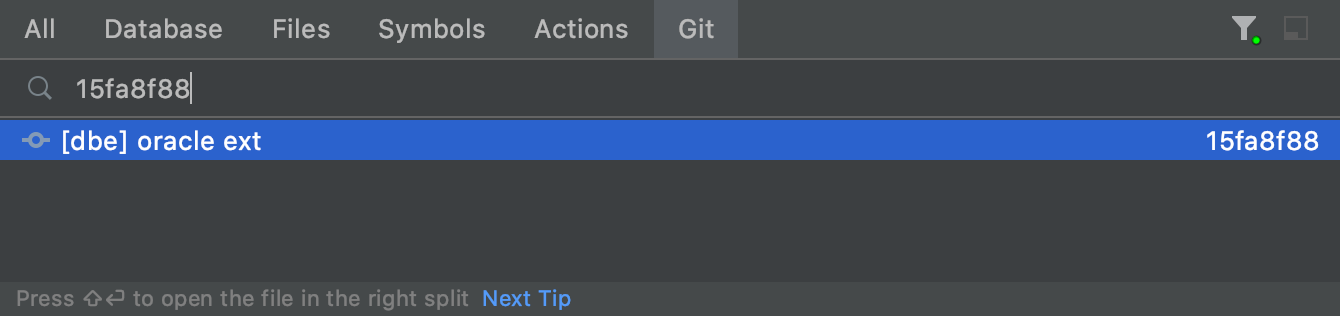 All Database Files Symbols Actions Git
15fa8f88
[dbe] oracle ext 15fa8f88
Press ⇧⏎ to open the file in the right split Next Tip